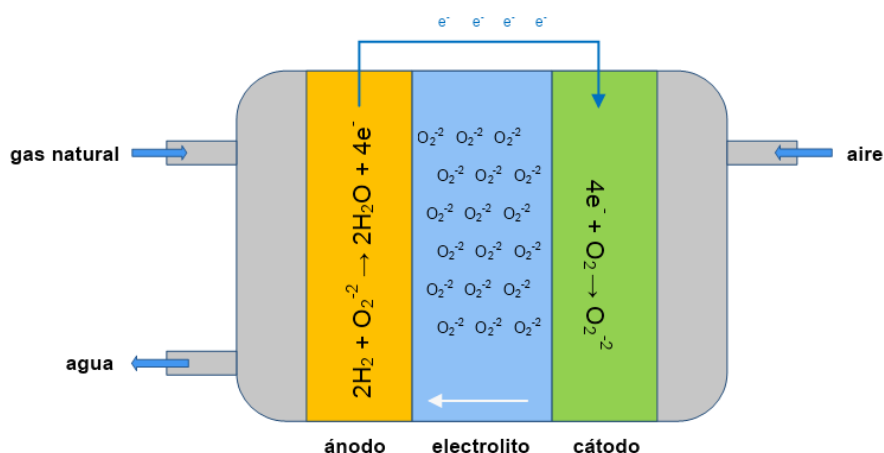 e⁻ e⁻ e⁻ e⁻
gas natural
aire
agua
2H₂ + O₂⁻² → 2H₂O + 4e⁻
O₂⁻² O₂⁻² O₂⁻²
O₂⁻² O₂⁻² O₂⁻²
O₂⁻² O₂⁻² O₂⁻²
O₂⁻² O₂⁻² O₂⁻²
O₂⁻² O₂⁻² O₂⁻²
O₂⁻² O₂⁻² O₂⁻²
4e⁻ + O₂ → O₂⁻²
ánodo electrolito cátodo